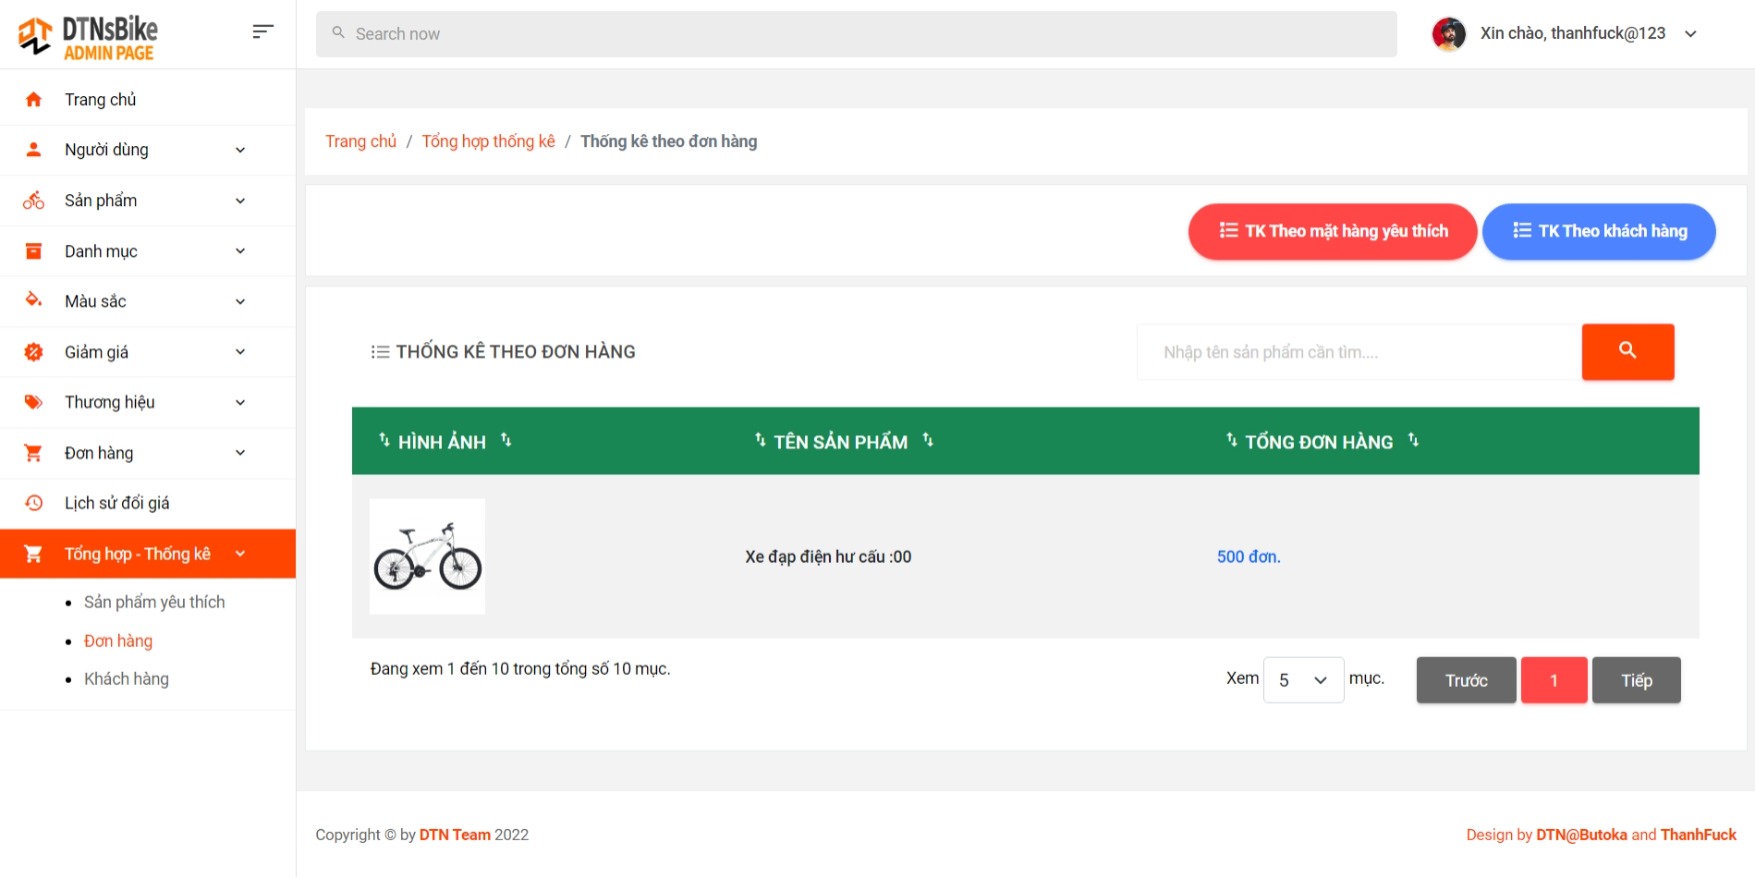 DTNsBike
ADMIN PAGE
Search now
Xin chào, thanhfuck@123
Trang chủ
Người dùng
Sản phẩm
Danh mục
Màu sắc
Giảm giá
Thương hiệu
Đơn hàng
Lịch sử đổi giá
Tổng hợp - Thống kê
Sản phẩm yêu thích
Đơn hàng
Khách hàng
Trang chủ / Tổng hợp thống kê / Thống kê theo đơn hàng
TK Theo mặt hàng yêu thích
TK Theo khách hàng
THỐNG KÊ THEO ĐƠN HÀNG
Nhập tên sản phẩm cần tìm....
HÌNH ẢNH
TÊN SẢN PHẨM
TỔNG ĐƠN HÀNG
Xe đạp điện hư cấu :00
500 đơn.
Đang xem 1 đến 10 trong tổng số 10 mục.
Xem 5 mục.
Trước
1
Tiếp
Copyright © by DTN Team 2022
Design by DTN@Butoka and ThanhFuck